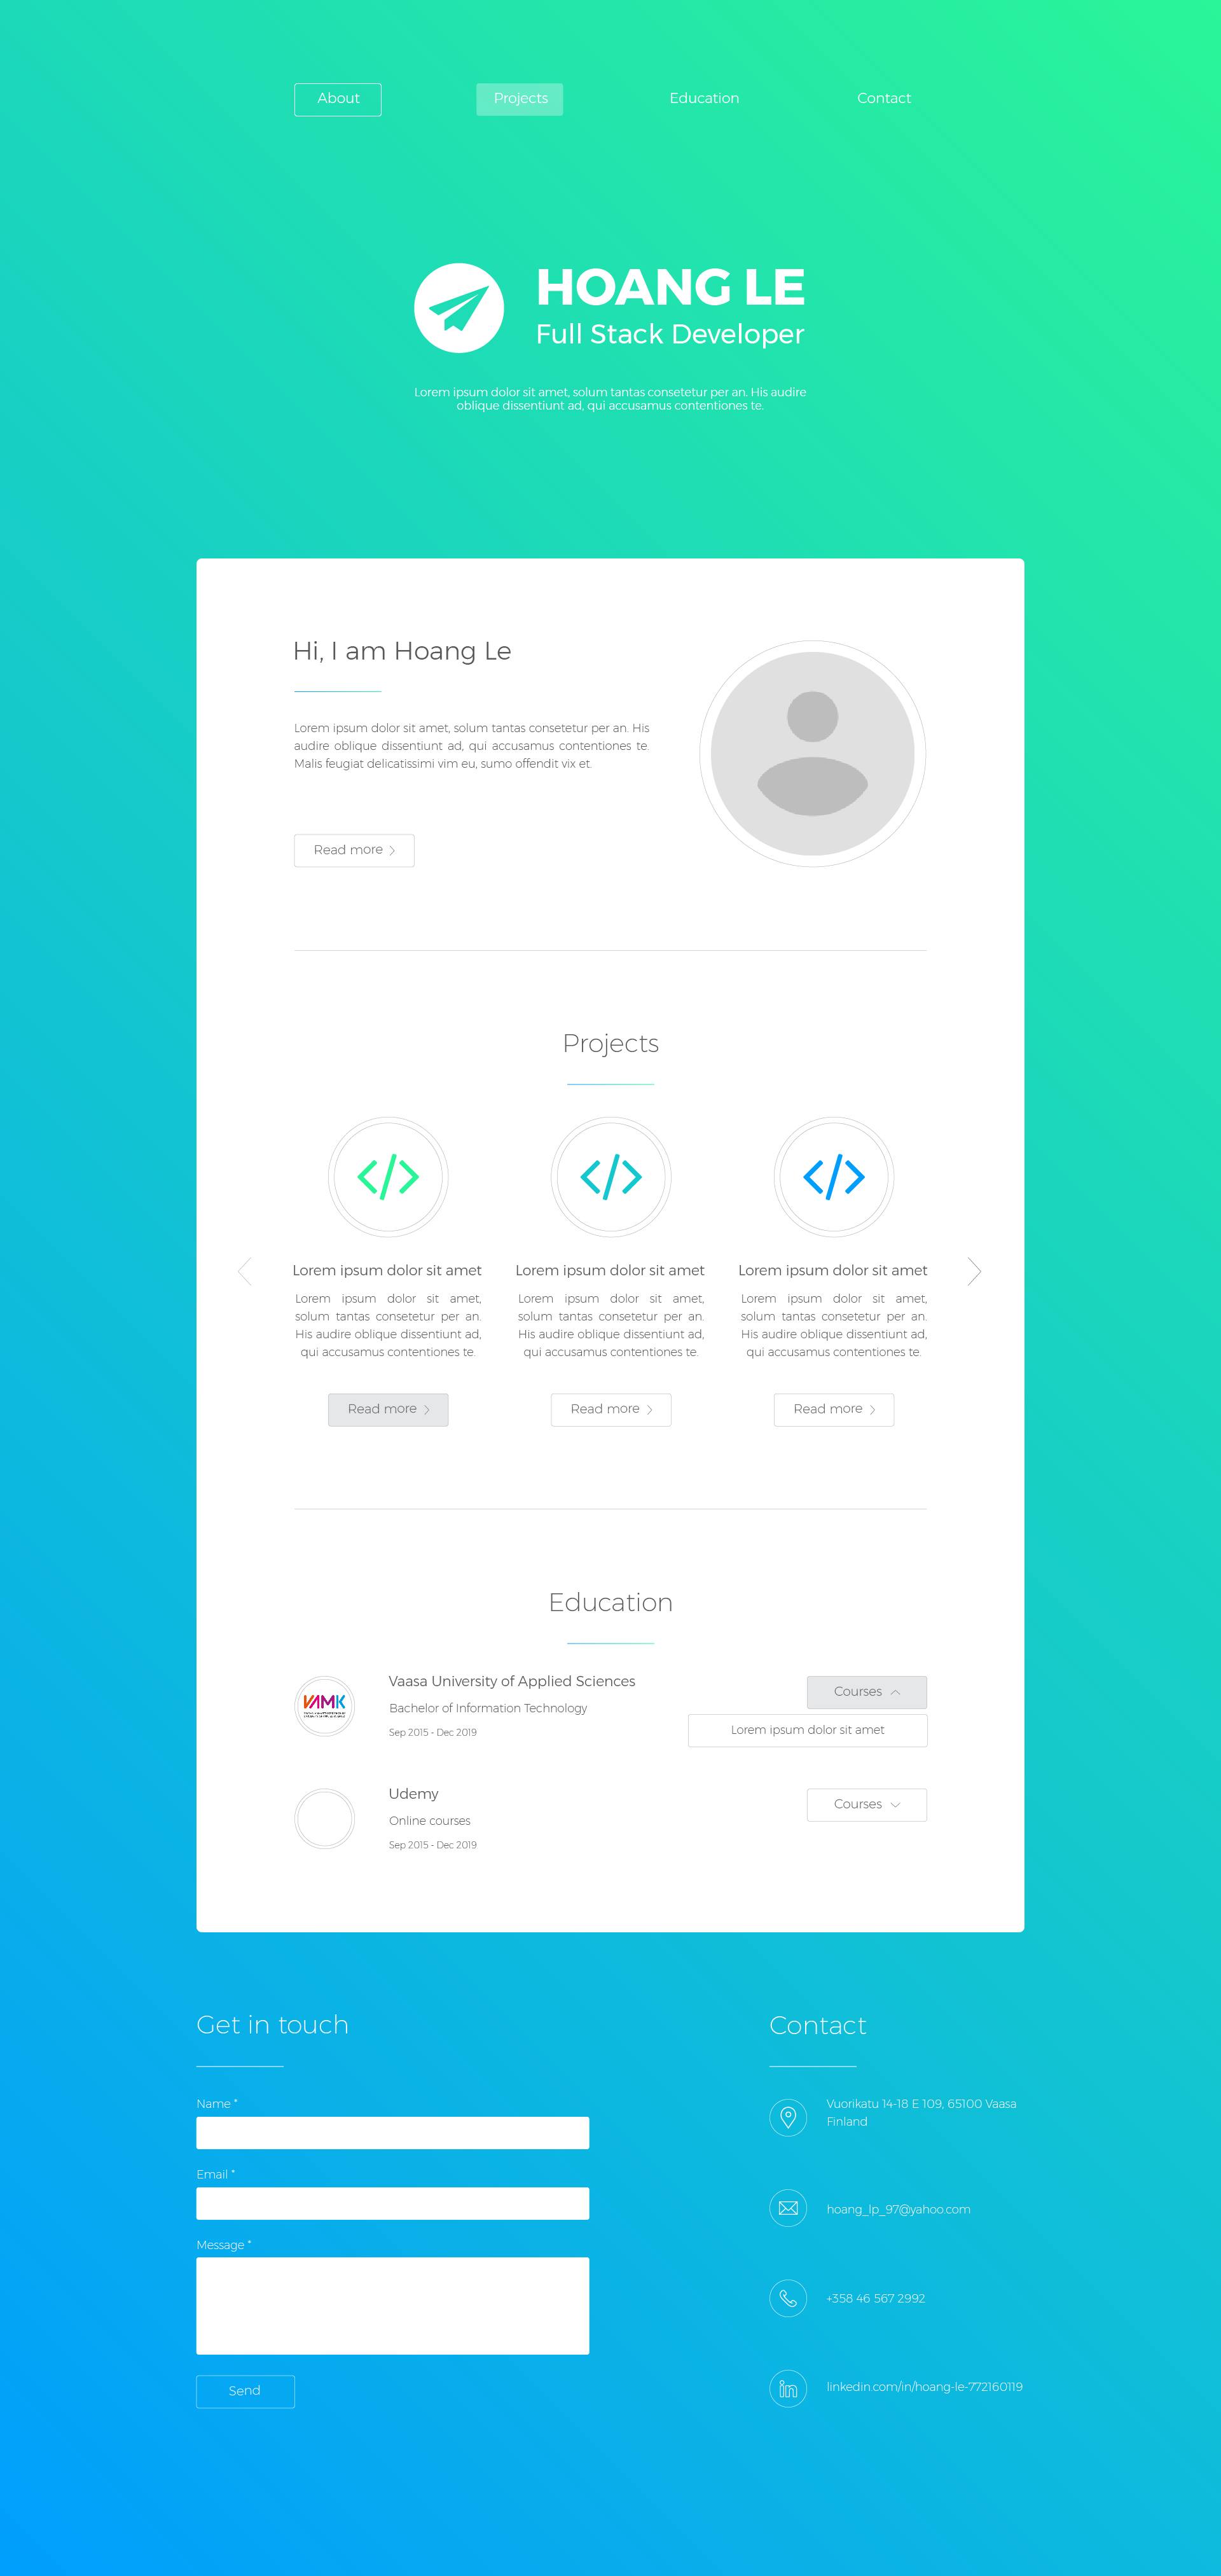 About
Projects
Education
Contact
HOANG LE
Full Stack Developer
Lorem ipsum dolor sit amet, solum tantas consetetur per an. His audire
oblique dissentiunt ad, qui accusamus contentiones te.
Hi, I am Hoang Le
Lorem ipsum dolor sit amet, solum tantas consetetur per an. His
audire oblique dissentiunt ad, qui accusamus contentiones te.
Malis feugiat delicatissimi vim eu, sumo offendit vix et.
Read more
Projects
Lorem ipsum dolor sit amet
Lorem ipsum dolor sit amet,
solum tantas consetetur per an.
His audire oblique dissentiunt ad,
qui accusamus contentiones te.
Read more
Lorem ipsum dolor sit amet
Lorem ipsum dolor sit amet,
solum tantas consetetur per an.
His audire oblique dissentiunt ad,
qui accusamus contentiones te.
Read more
Lorem ipsum dolor sit amet
Lorem ipsum dolor sit amet,
solum tantas consetetur per an.
His audire oblique dissentiunt ad,
qui accusamus contentiones te.
Read more
Education
VAMK
Vaasa University of Applied Sciences
Bachelor of Information Technology
Sep 2015 - Dec 2019
Courses
Lorem ipsum dolor sit amet
Udemy
Online courses
Sep 2015 - Dec 2019
Courses
Get in touch
Name *
Email *
Message *
Send
Contact
Vuorikatu 14-18 E 109, 65100 Vaasa
Finland
hoang_lp_97@yahoo.com
+358 46 567 2992
in
linkedin.com/in/hoang-le-772160119